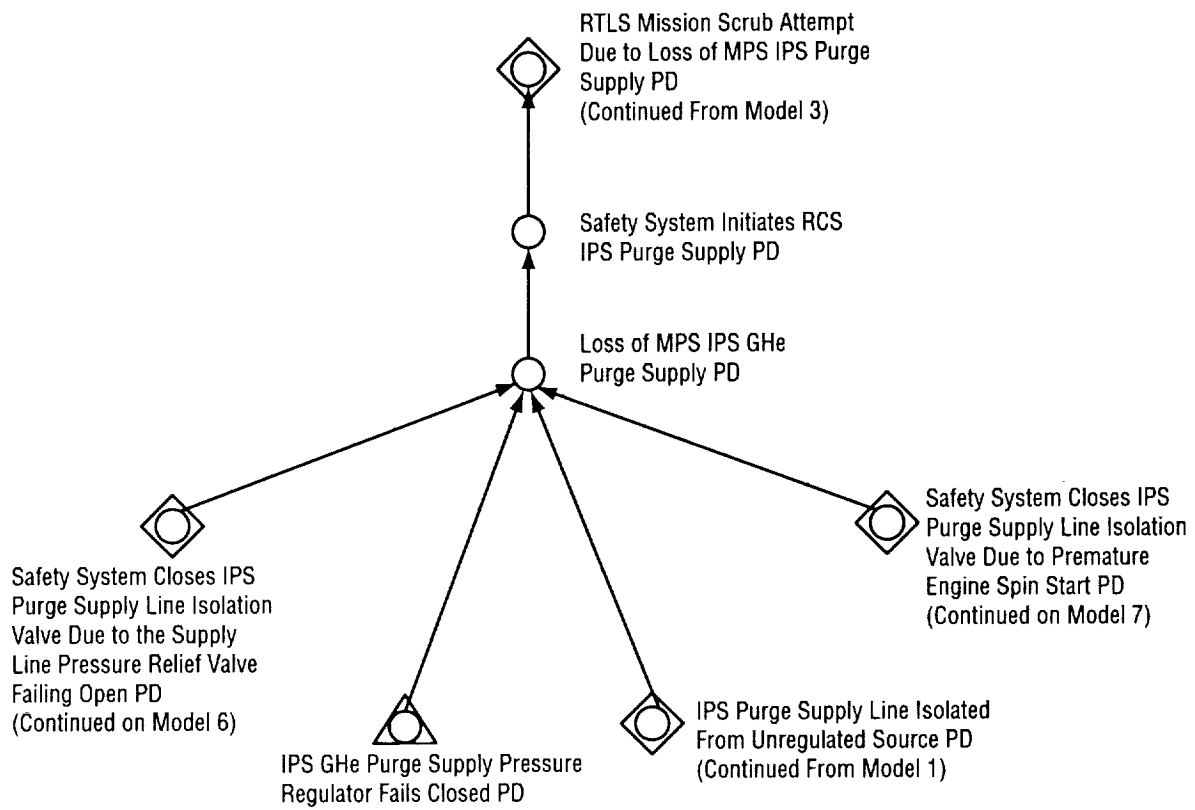 RTLS Mission Scrub Attempt
Due to Loss of MPS IPS Purge
Supply PD
(Continued From Model 3)
Safety System Initiates RCS
IPS Purge Supply PD
Loss of MPS IPS GHe
Purge Supply PD
Safety System Closes IPS
Purge Supply Line Isolation
Valve Due to Premature
Engine Spin Start PD
(Continued on Model 7)
Safety System Closes IPS
Purge Supply Line Isolation
Valve Due to the Supply
Line Pressure Relief Valve
Failing Open PD
(Continued on Model 6)
IPS GHe Purge Supply Pressure
Regulator Fails Closed PD
IPS Purge Supply Line Isolated
From Unregulated Source PD
(Continued From Model 1)